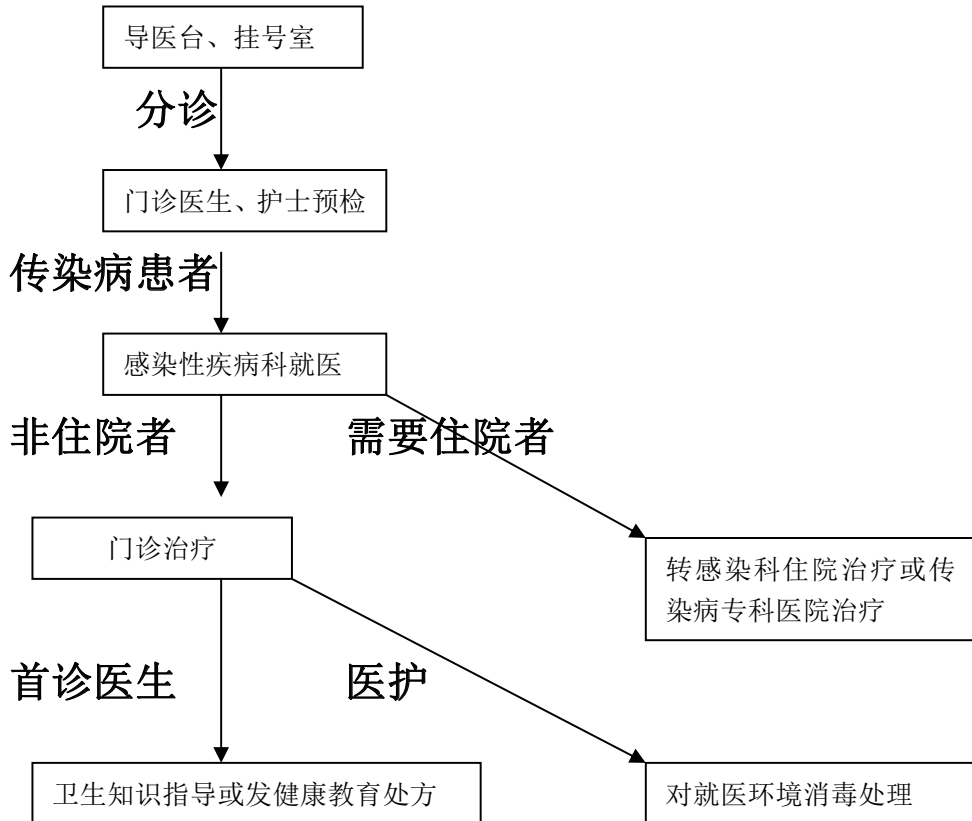 导医台、挂号室
分诊
门诊医生、护士预检
传染病患者
感染性疾病科就医
非住院者
需要住院者
门诊治疗
转感染科住院治疗或传
染病专科医院治疗
首诊医生
医护
卫生知识指导或发健康教育处方
对就医环境消毒处理